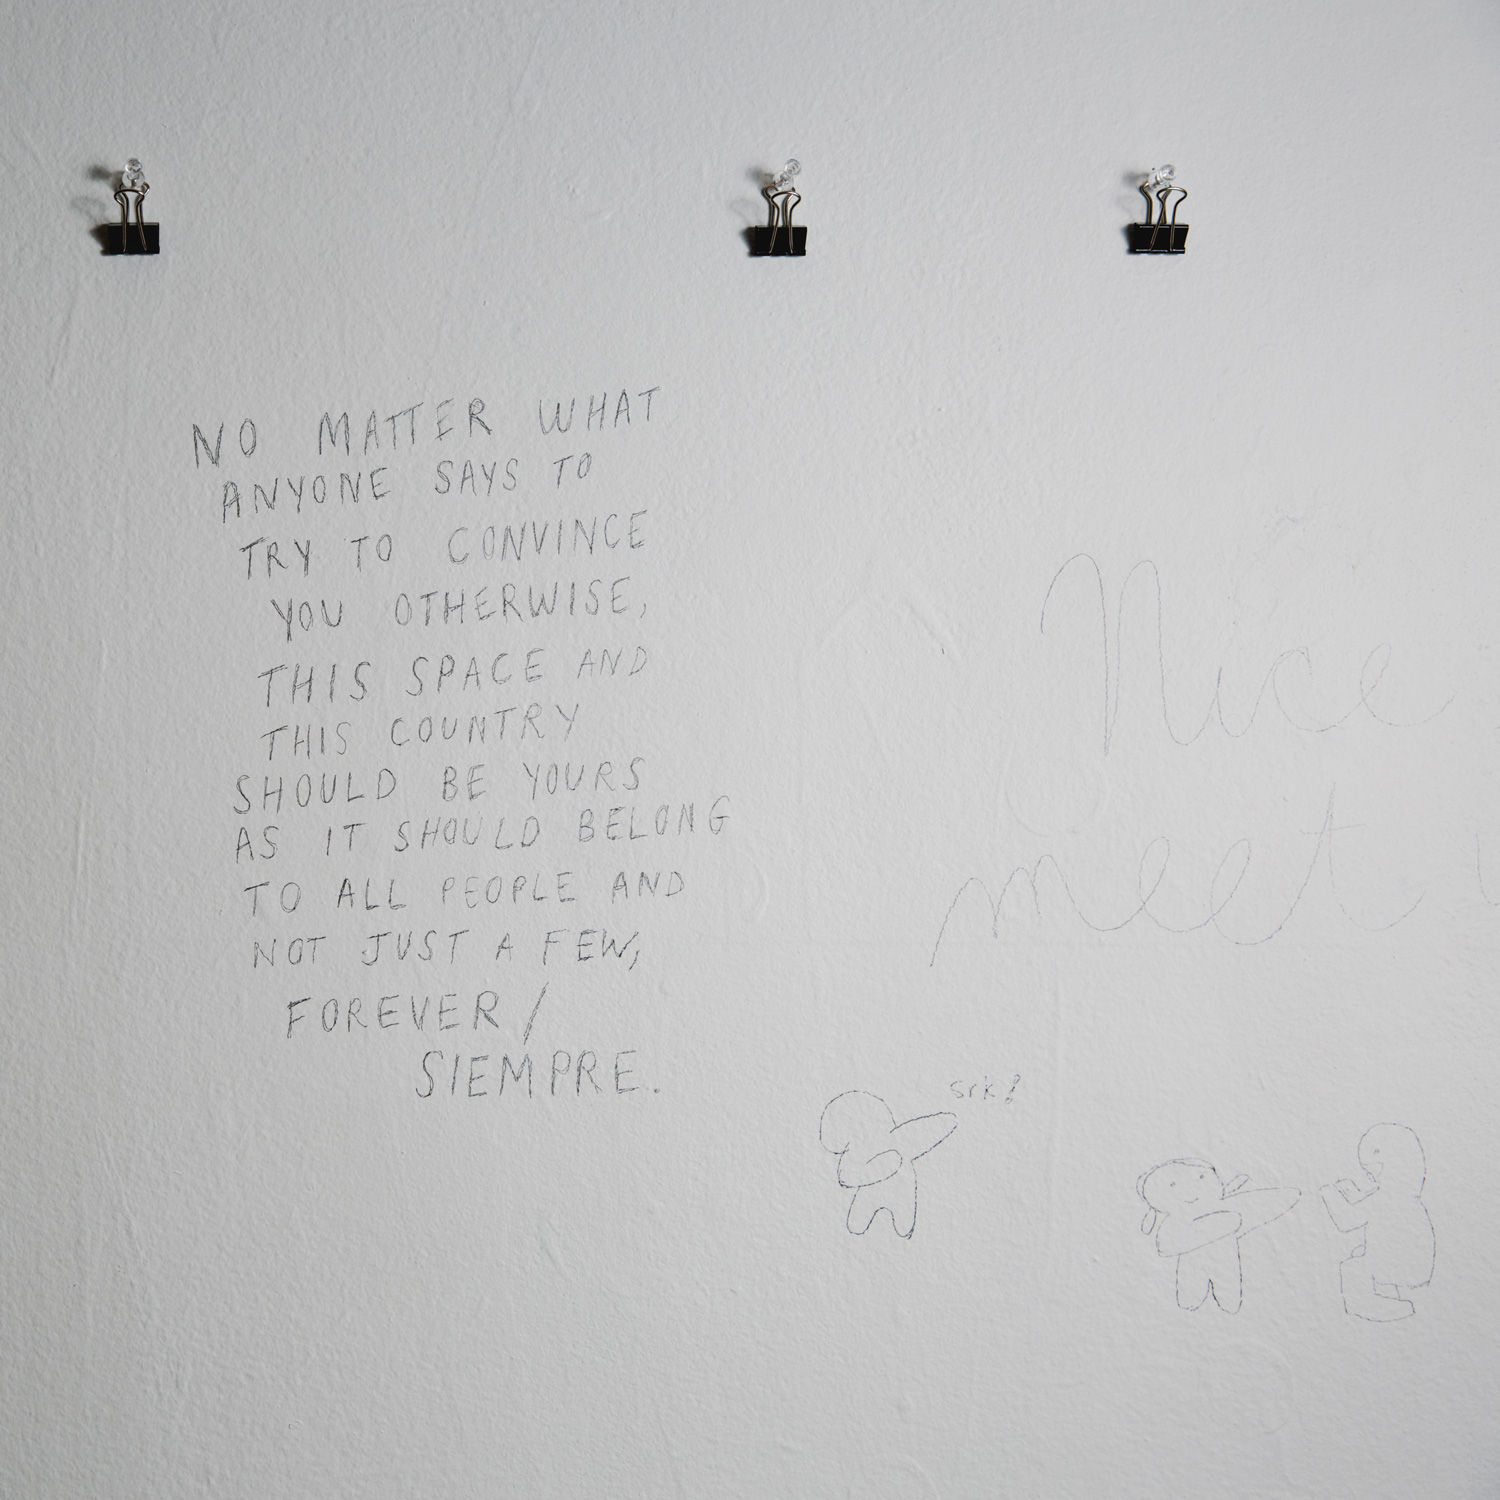 NO MATTER WHAT
ANYONE SAYS TO
TRY TO CONVINCE
YOU OTHERWISE,
THIS SPACE AND
THIS COUNTRY
SHOULD BE YOURS
AS IT SHOULD BELONG
TO ALL PEOPLE AND
NOT JUST A FEW,
FOREVER/
SIEMPRE.
Nice
meet
srk!